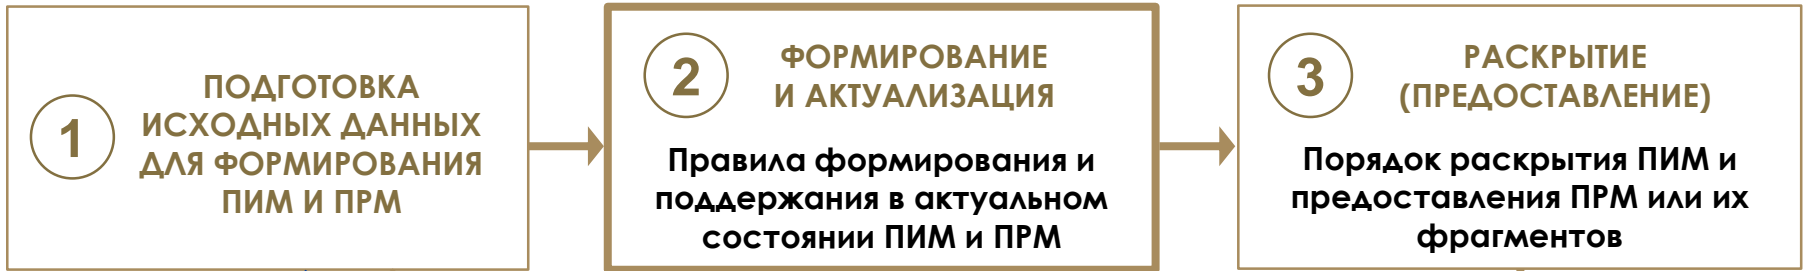 1
ПОДГОТОВКА
ИСХОДНЫХ ДАННЫХ
ДЛЯ ФОРМИРОВАНИЯ
ПИМ И ПРМ
2
ФОРМИРОВАНИЕ
И АКТУАЛИЗАЦИЯ
Правила формирования и
поддержания в актуальном
состоянии ПИМ и ПРМ
3
РАСКРЫТИЕ
(ПРЕДОСТАВЛЕНИЕ)
Порядок раскрытия ПИМ и
предоставления ПРМ или их
фрагментов